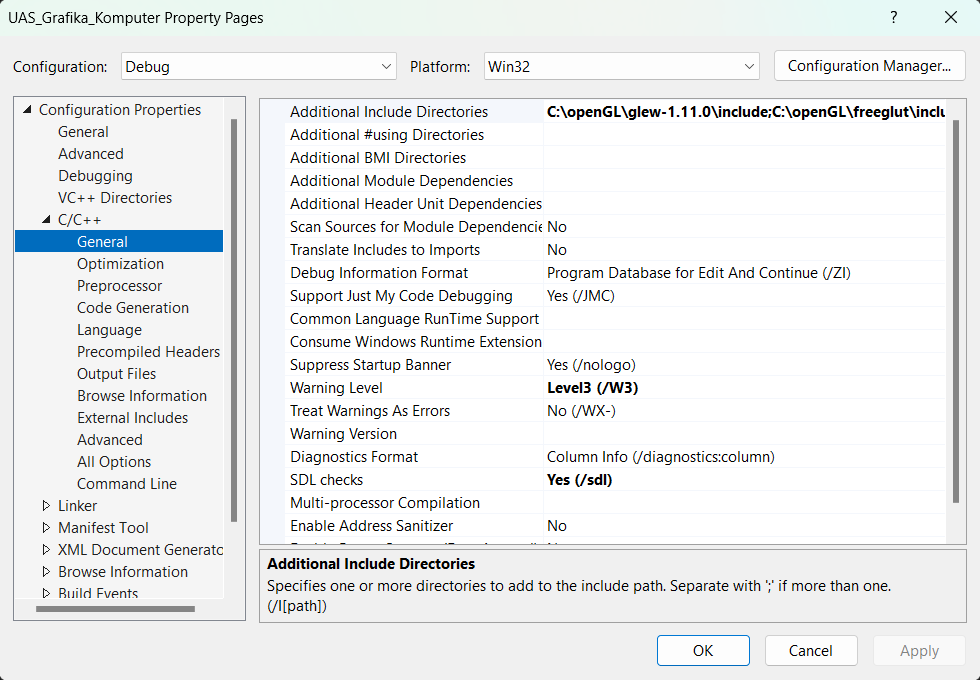 UAS_Grafika_Komputer Property Pages
?
Configuration: Debug Platform: Win32 Configuration Manager...
Configuration Properties
General
Advanced
Debugging
VC++ Directories
C/C++
General
Optimization
Preprocessor
Code Generation
Language
Precompiled Headers
Output Files
Browse Information
External Includes
Advanced
All Options
Command Line
Linker
Manifest Tool
XML Document Generato
Browse Information
Build Events
Additional Include Directories C:\openGL\glew-1.11.0\include;C:\openGL\freeglut\inclu
Additional #using Directories
Additional BMI Directories
Additional Module Dependencies
Additional Header Unit Dependencies
Scan Sources for Module Dependencie No
Translate Includes to Imports No
Debug Information Format Program Database for Edit And Continue (/ZI)
Support Just My Code Debugging Yes (/JMC)
Common Language RunTime Support
Consume Windows Runtime Extension
Suppress Startup Banner Yes (/nologo)
Warning Level Level3 (/W3)
Treat Warnings As Errors No (/WX-)
Warning Version
Diagnostics Format Column Info (/diagnostics:column)
SDL checks Yes (/sdl)
Multi-processor Compilation
Enable Address Sanitizer No
Additional Include Directories
Specifies one or more directories to add to the include path. Separate with ';' if more than one.
(/I[path])
OK Cancel Apply